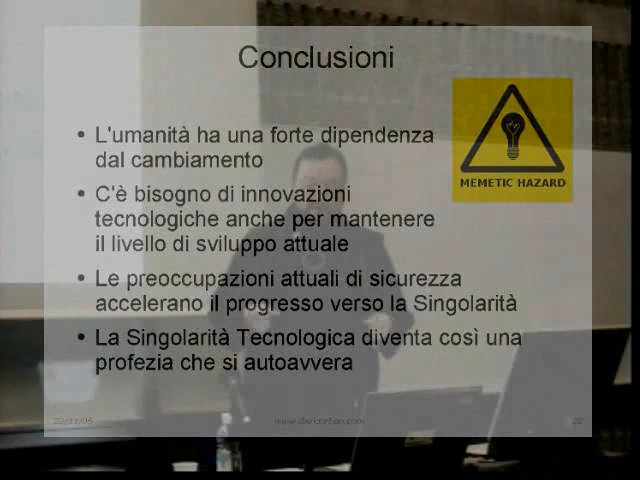 Conclusioni
• L'umanità ha una forte dipendenza
dal cambiamento
• C'è bisogno di innovazioni
tecnologiche anche per mantenere
il livello di sviluppo attuale
• Le preoccupazioni attuali di sicurezza
accelerano il progresso verso la Singolarità
• La Singolarità Tecnologica diventa così una
profezia che si autoavvera
MEMETIC HAZARD
22